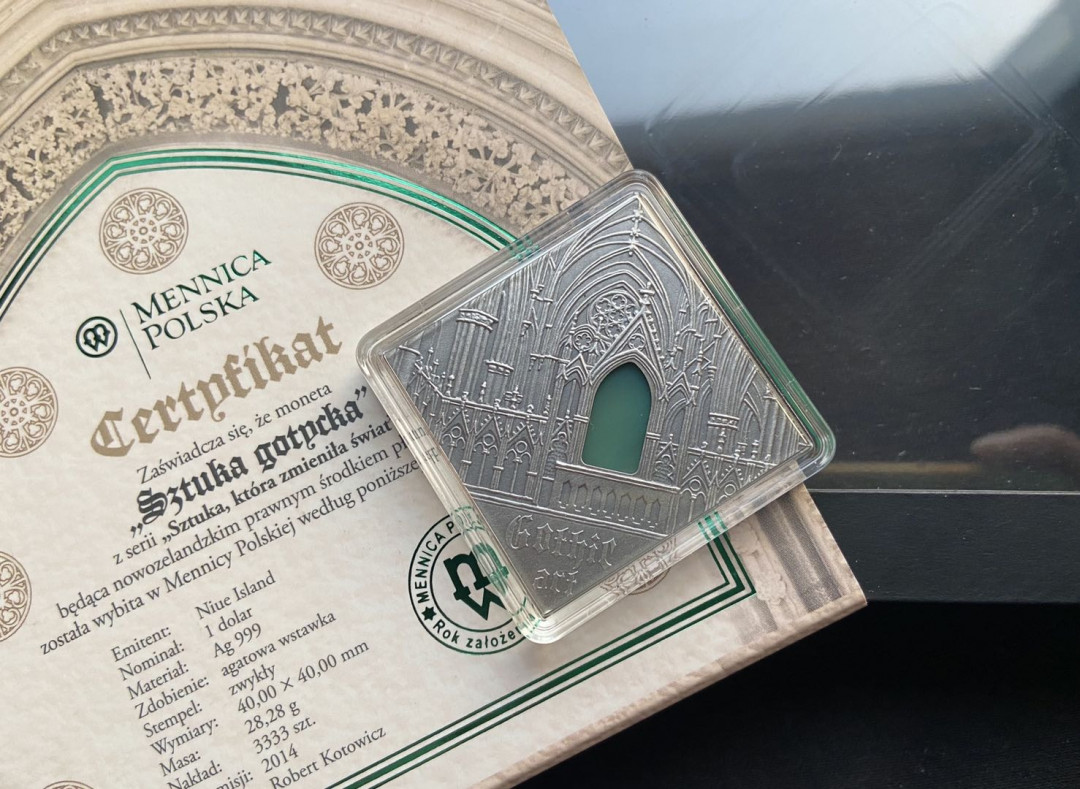 MENNICA
POLSKA
Certyfikat
Zaświadcza się, że moneta
„Sztuka gotycka”
z serii „Sztuka, która zmieniła świat
będąca nowozelandzkim prawnym środkiem
została wybita w Mennicy Polskiej według poniższe
Emitent: Niue Island
Nominał: 1 dolar
Materiał: Ag 999
Zdobienie: agatowa wstawka
Stempel: zwykły
Wymiary: 40,00 × 40,00 mm
Masa: 28,28 g
Nakład: 3333 szt.
2014
Robert Kotowicz
MENNICA
Rok
Gothic
art